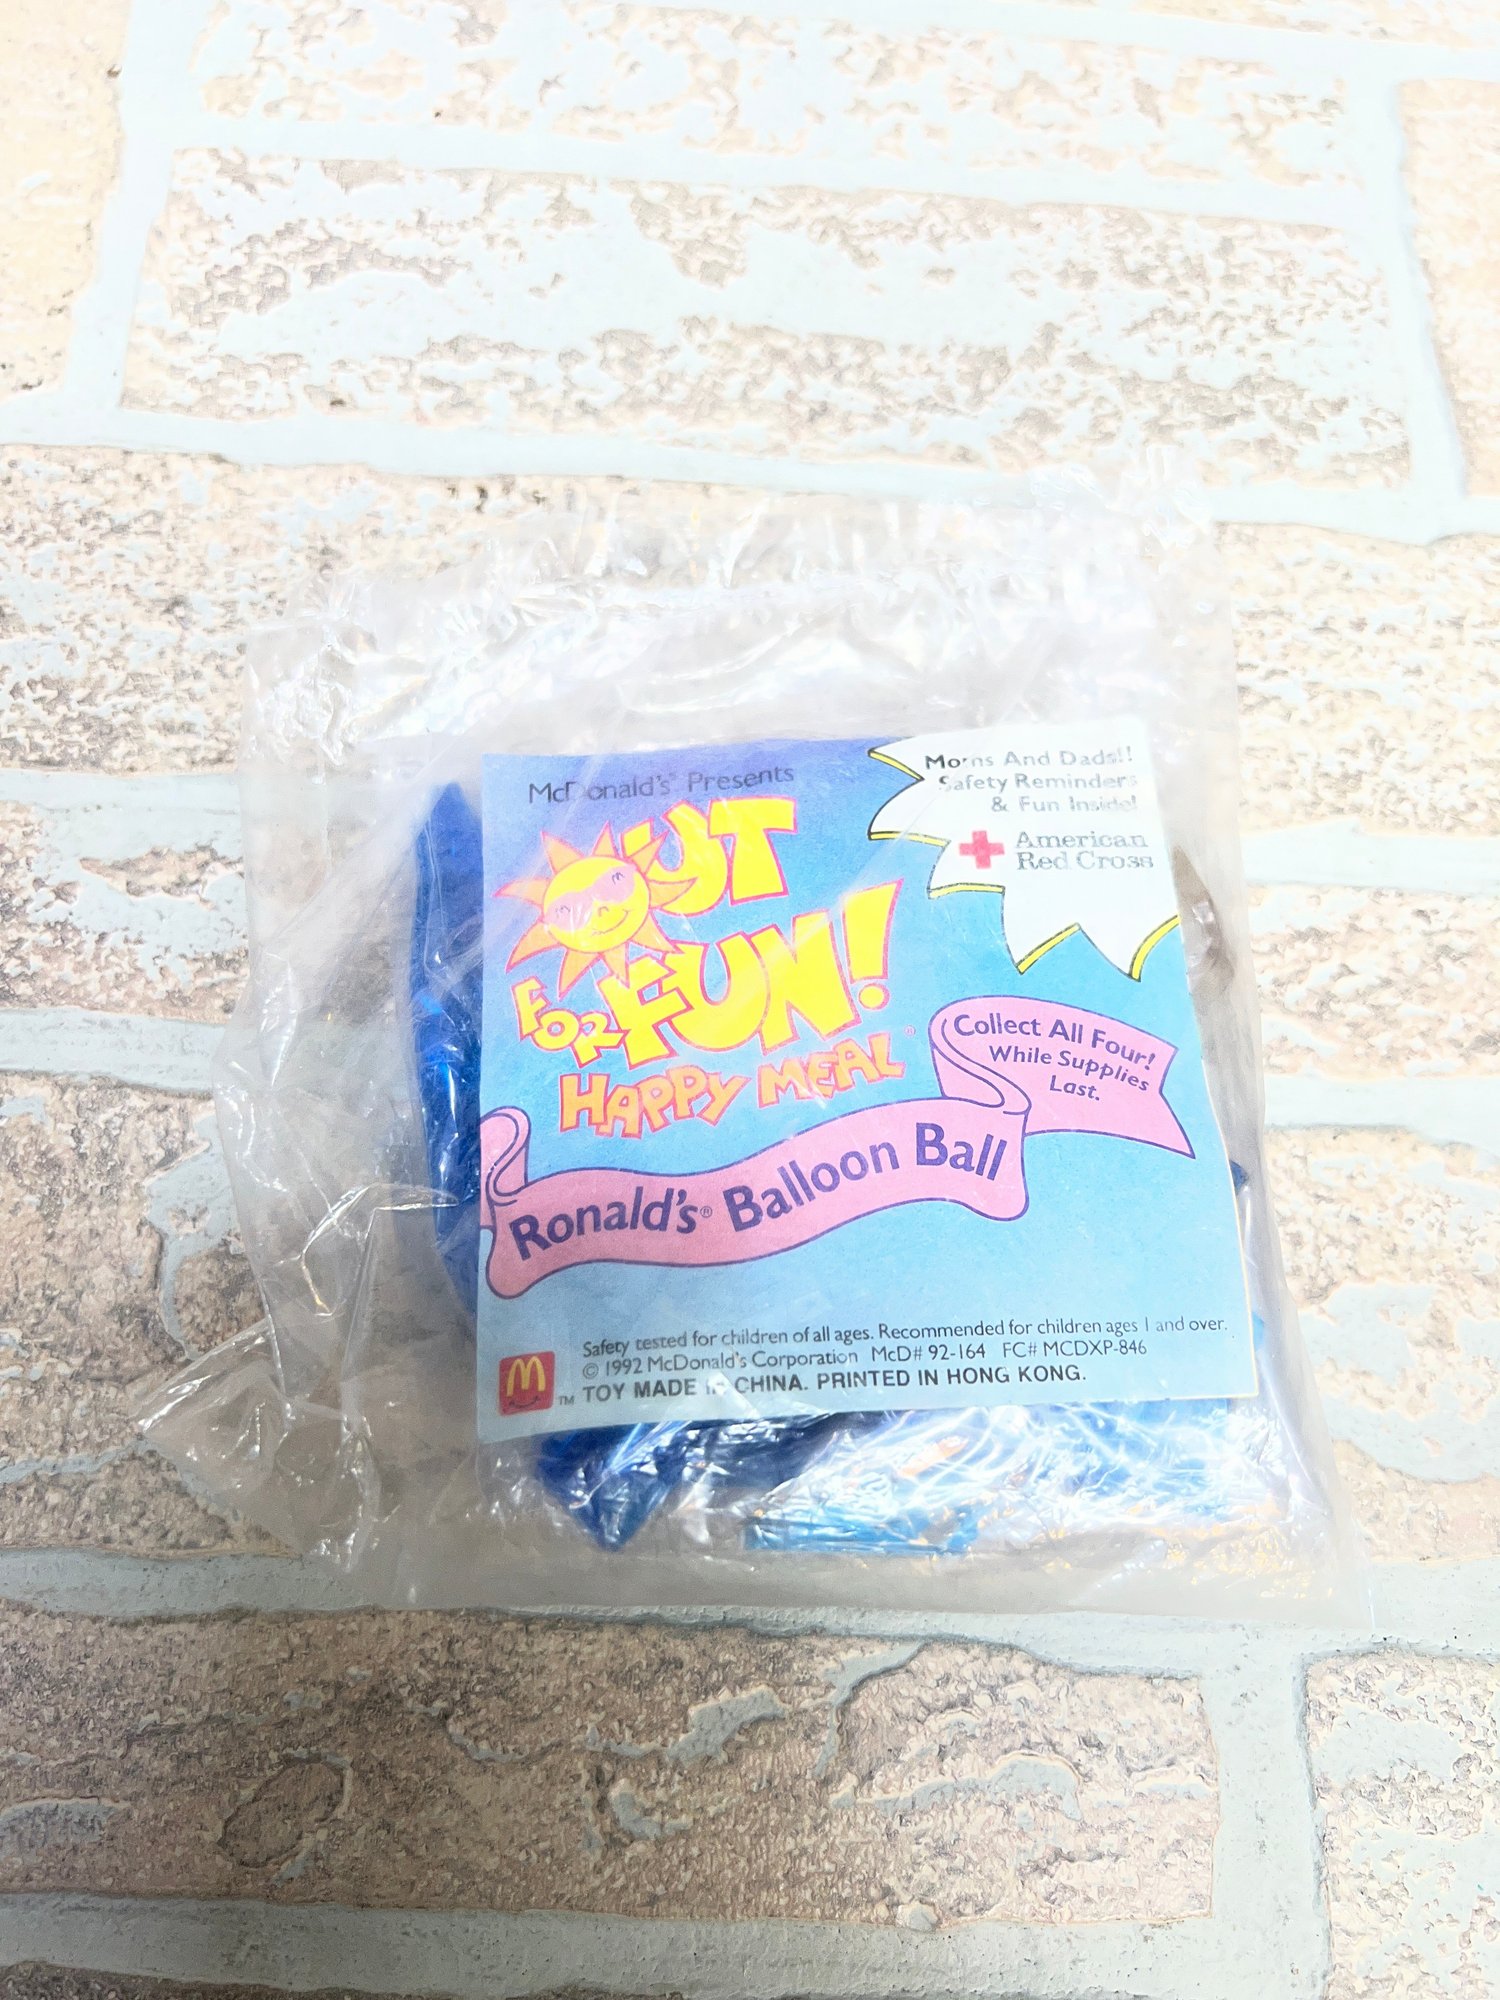 McDonald's® Presents
OUT
FOR FUN!
HAPPY MEAL®
Moms And Dads!!
Safety Reminders
& Fun Inside!
American
Red Cross
Collect All Four!
While Supplies
Last.
Ronald's® Balloon Ball
Safety tested for children of all ages. Recommended for children ages 1 and over.
© 1992 McDonald's Corporation McD# 92-164 FC# MCDXP-846
TM TOY MADE IN CHINA. PRINTED IN HONG KONG.